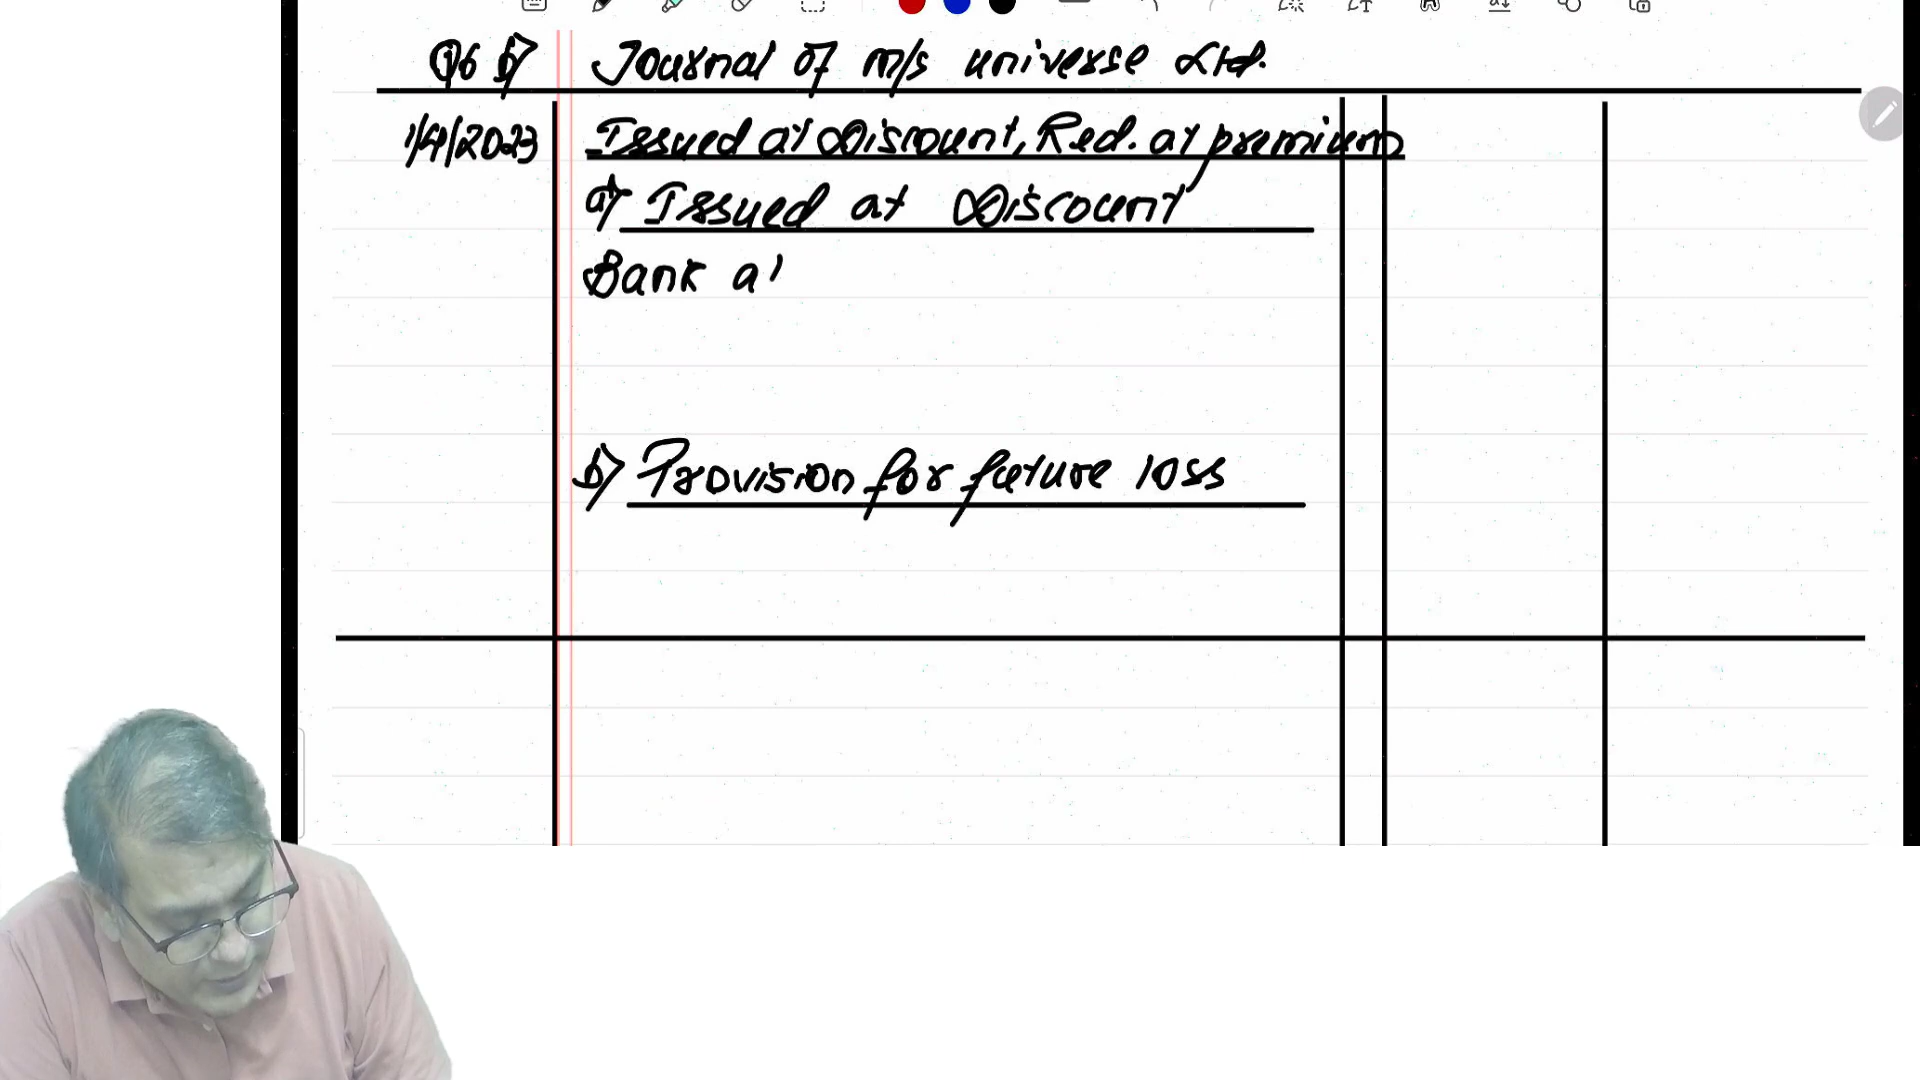 Q6 b) Journal of m/s universe Ltd.
1/4/2023 Issued at Discount, Red. at premium
a) Issued at Discount
Bank a
b) Provision for future loss